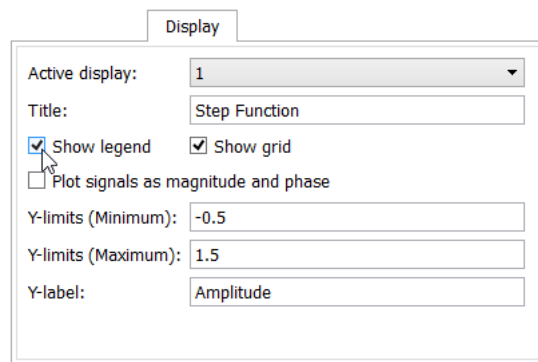 Display
Active display: 1
Title: Step Function
Show legend Show grid
Plot signals as magnitude and phase
Y-limits (Minimum): -0.5
Y-limits (Maximum): 1.5
Y-label: Amplitude